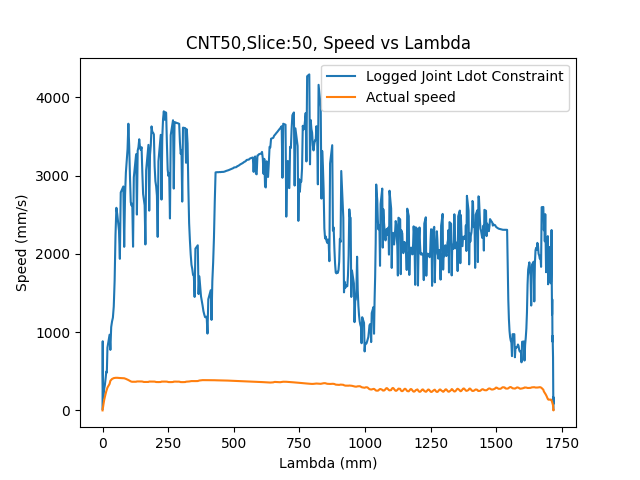 CNT50,Slice:50, Speed vs Lambda
Logged Joint Ldot Constraint
Actual speed
Speed (mm/s)
4000
3000
2000
1000
0
0 250 500 750 1000 1250 1500 1750
Lambda (mm)